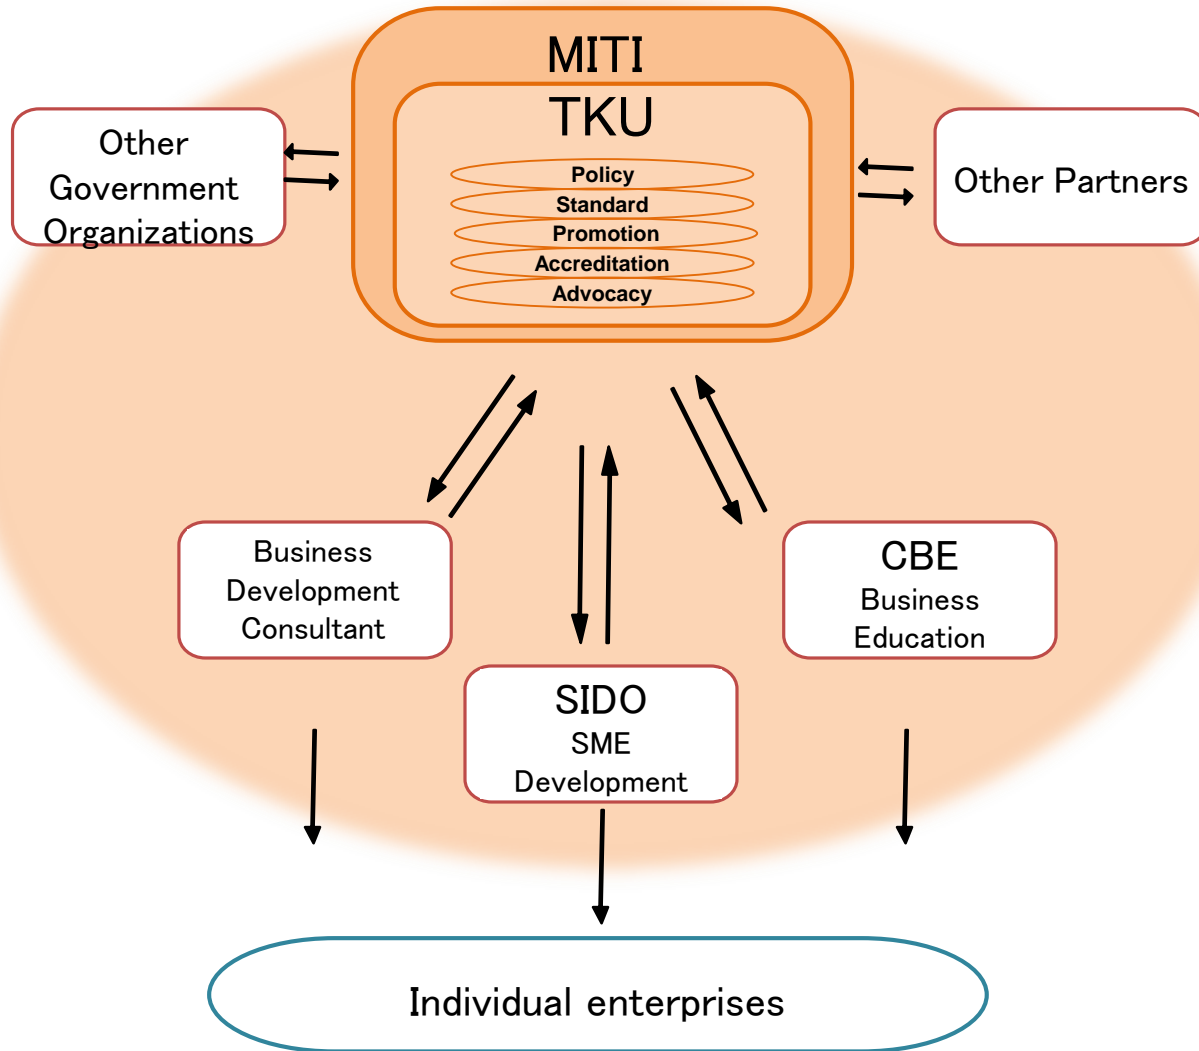 MITI
TKU
Policy
Standard
Promotion
Accreditation
Advocacy
Other
Government
Organizations
Other Partners
Business
Development
Consultant
SIDO
SME
Development
CBE
Business
Education
Individual enterprises